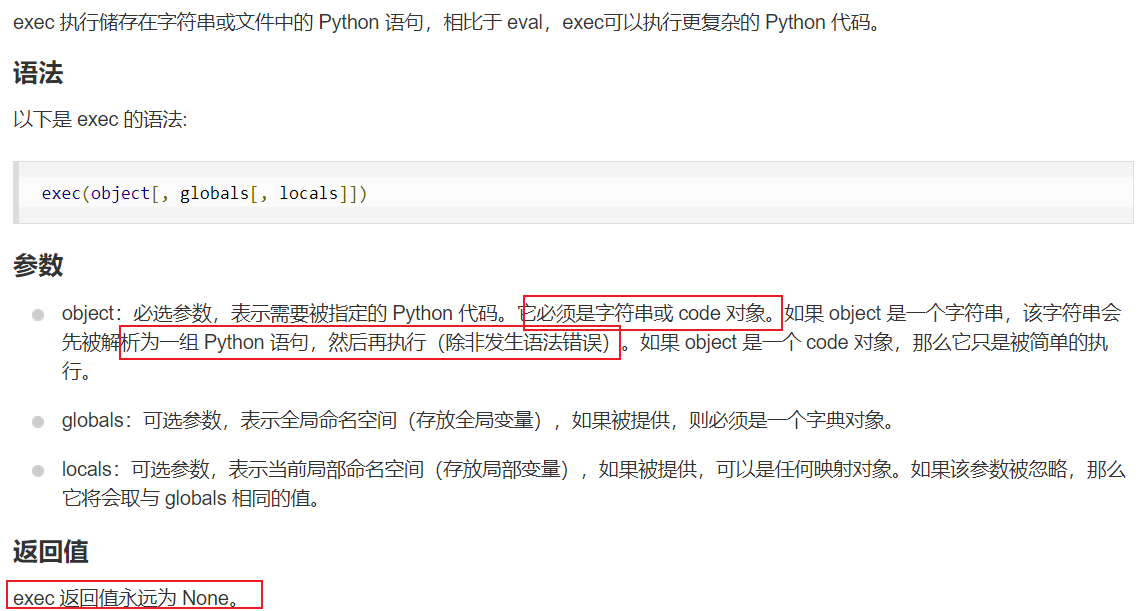 exec 执行储存在字符串或文件中的 Python 语句，相比于 eval，exec可以执行更复杂的 Python 代码。
语法
以下是 exec 的语法:
exec(object[, globals[, locals]])
参数
object：必选参数，表示需要被指定的 Python 代码。它必须是字符串或 code 对象。如果 object 是一个字符串，该字符串会
先被解析为一组 Python 语句，然后再执行（除非发生语法错误）。如果 object 是一个 code 对象，那么它只是被简单的执
行。
globals：可选参数，表示全局命名空间（存放全局变量），如果被提供，则必须是一个字典对象。
locals：可选参数，表示当前局部命名空间（存放局部变量），如果被提供，可以是任何映射对象。如果该参数被忽略，那么
它将会取与 globals 相同的值。
返回值
exec 返回值永远为 None。